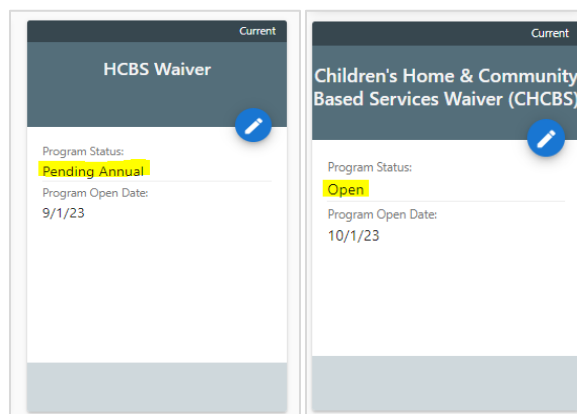 Current
HCBS Waiver
Program Status:
Pending Annual
Program Open Date:
9/1/23
Current
Children's Home & Community
Based Services Waiver (CHCBS)
Program Status:
Open
Program Open Date:
10/1/23